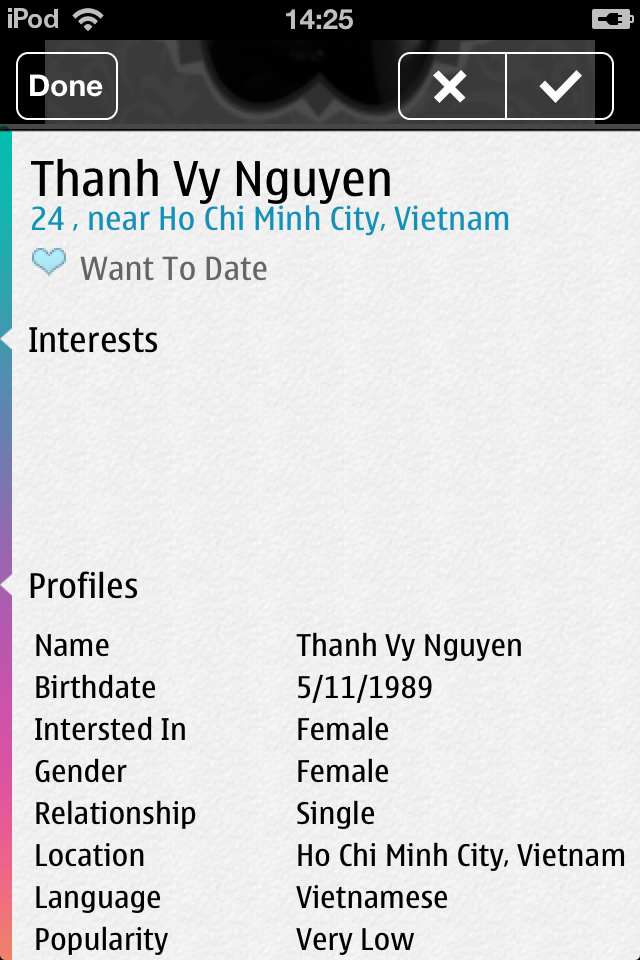 iPod 14:25
Done
Thanh Vy Nguyen
24 , near Ho Chi Minh City, Vietnam
Want To Date
Interests
Profiles
Name Thanh Vy Nguyen
Birthdate 5/11/1989
Intersted In Female
Gender Female
Relationship Single
Location Ho Chi Minh City, Vietnam
Language Vietnamese
Popularity Very Low